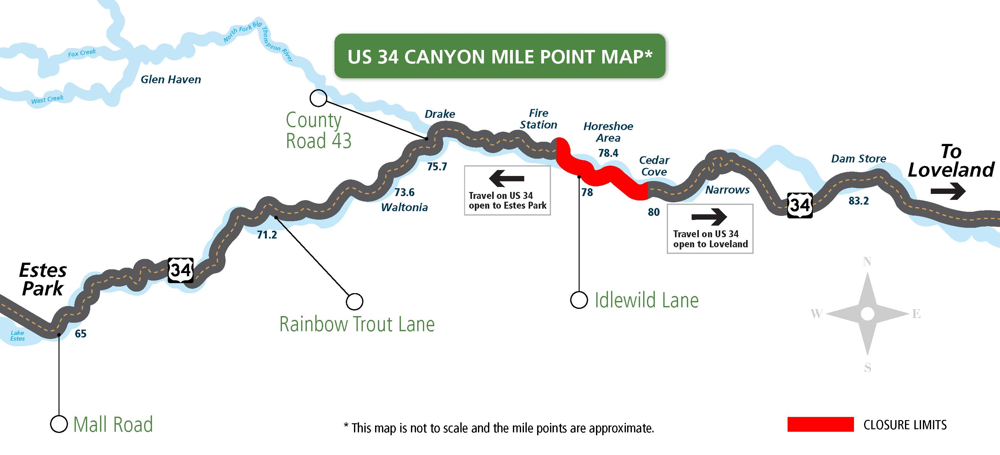 US 34 CANYON MILE POINT MAP*
North Fork Big Thompson River
Fox Creek
West Creek
Glen Haven
County
Road 43
Drake
Fire
Station
Horeshoe
Area
78.4
Cedar
Cove
Dam Store
To
Loveland
75.7
Travel on US 34
open to Estes Park
73.6
Waltonia
78
Narrows
34
83.2
80
Travel on US 34
open to Loveland
71.2
Estes
Park
34
Idlewild Lane
Rainbow Trout Lane
Lake
Estes
65
N
W
E
S
Mall Road
* This map is not to scale and the mile points are approximate.
CLOSURE LIMITS